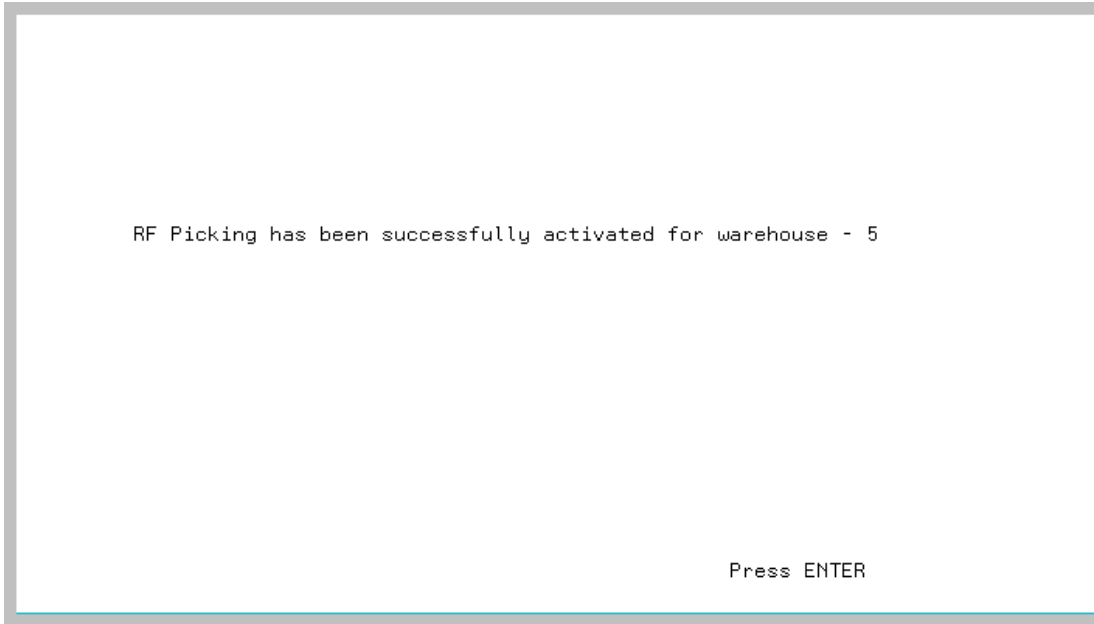 RF Picking has been successfully activated for warehouse - 5
Press ENTER